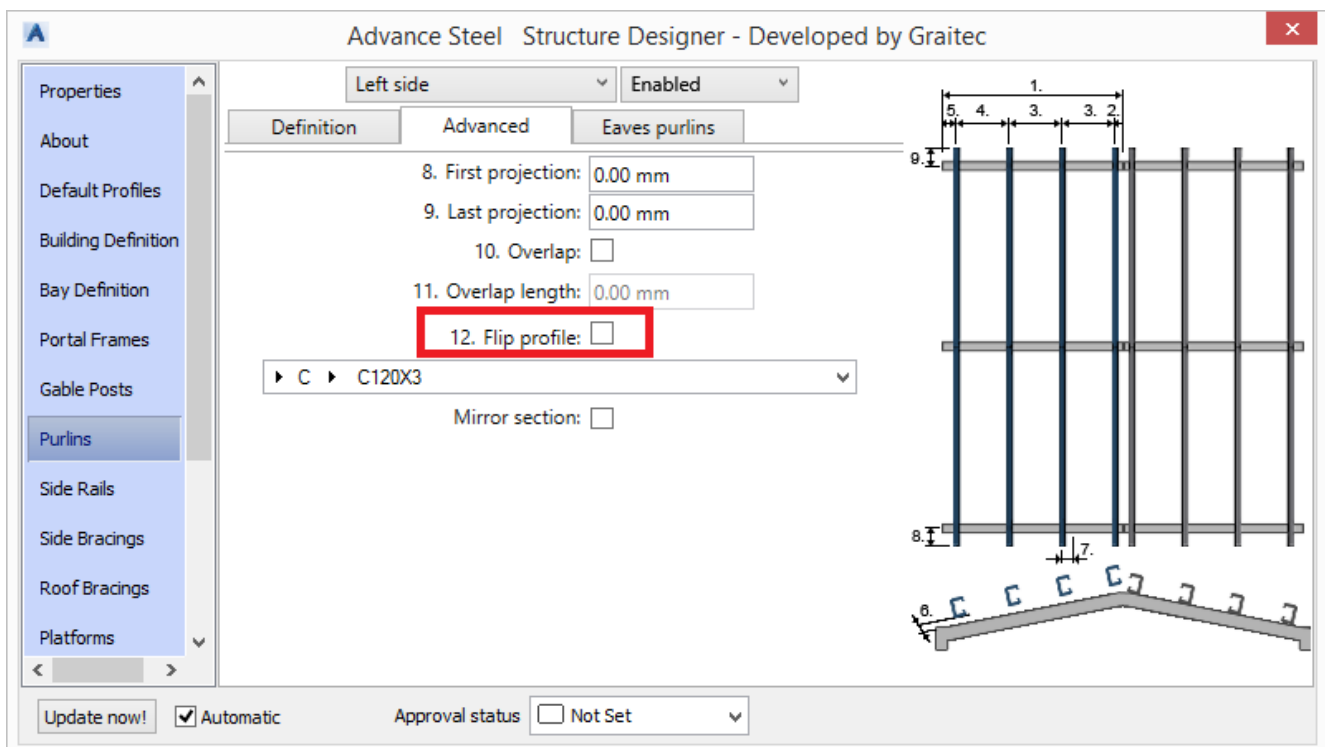 Advance Steel Structure Designer - Developed by Graitec
Properties
About
Default Profiles
Building Definition
Bay Definition
Portal Frames
Gable Posts
Purlins
Side Rails
Side Bracings
Roof Bracings
Platforms
Left side Enabled
Definition Advanced Eaves purlins
8. First projection: 0.00 mm
9. Last projection: 0.00 mm
10. Overlap:
11. Overlap length: 0.00 mm
12. Flip profile:
C C120X3
Mirror section:
1.
5. 4. 3. 3. 2.
9.
8.
7.
6.
Update now! Automatic Approval status Not Set